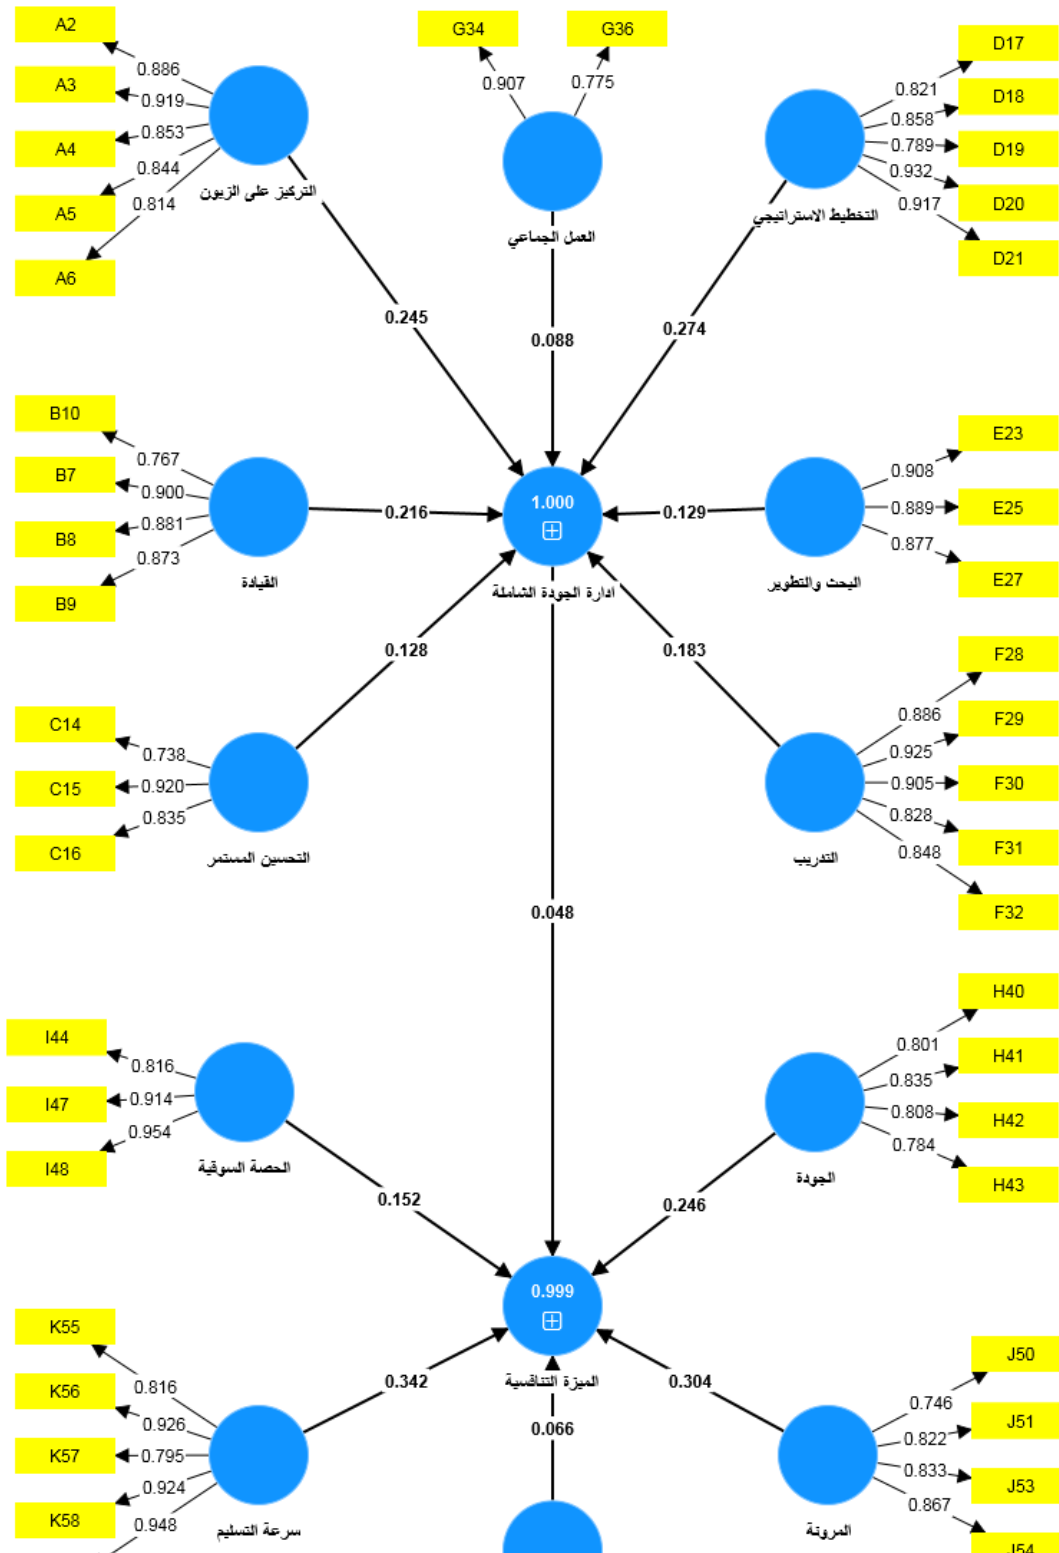 A2
G34
G36
D17
0.886
A3
0.907
0.775
0.821
D18
0.919
0.858
A4
0.853
0.789
D19
0.844
0.932
A5
0.814
0.917
D20
التركيز على الزبون
التخطيط الاستراتيجي
العمل الجماعي
A6
D21
0.245
0.088
0.274
B10
E23
0.767
0.908
B7
0.900
0.889
E25
0.881
0.877
B8
0.873
1.000
0.216
0.129
B9
القيادة
ادارة الجودة الشاملة
البحث والتطوير
E27
0.128
0.183
F28
0.886
C14
F29
0.738
0.925
C15
0.920
0.905
F30
0.835
0.828
C16
0.848
F31
التحسين المستمر
التدريب
F32
0.048
H40
I44
0.801
0.816
0.835
H41
I47
0.914
0.808
0.954
0.784
H42
I48
الحصة السوقية
الجودة
H43
0.152
0.246
0.999
K55
J50
0.816
0.342
الميزة التنافسية
0.304
0.746
K56
0.926
0.066
0.822
J51
K57
0.795
0.833
0.924
0.867
J53
K58
0.948
سرعة التسليم
المرونة
J54